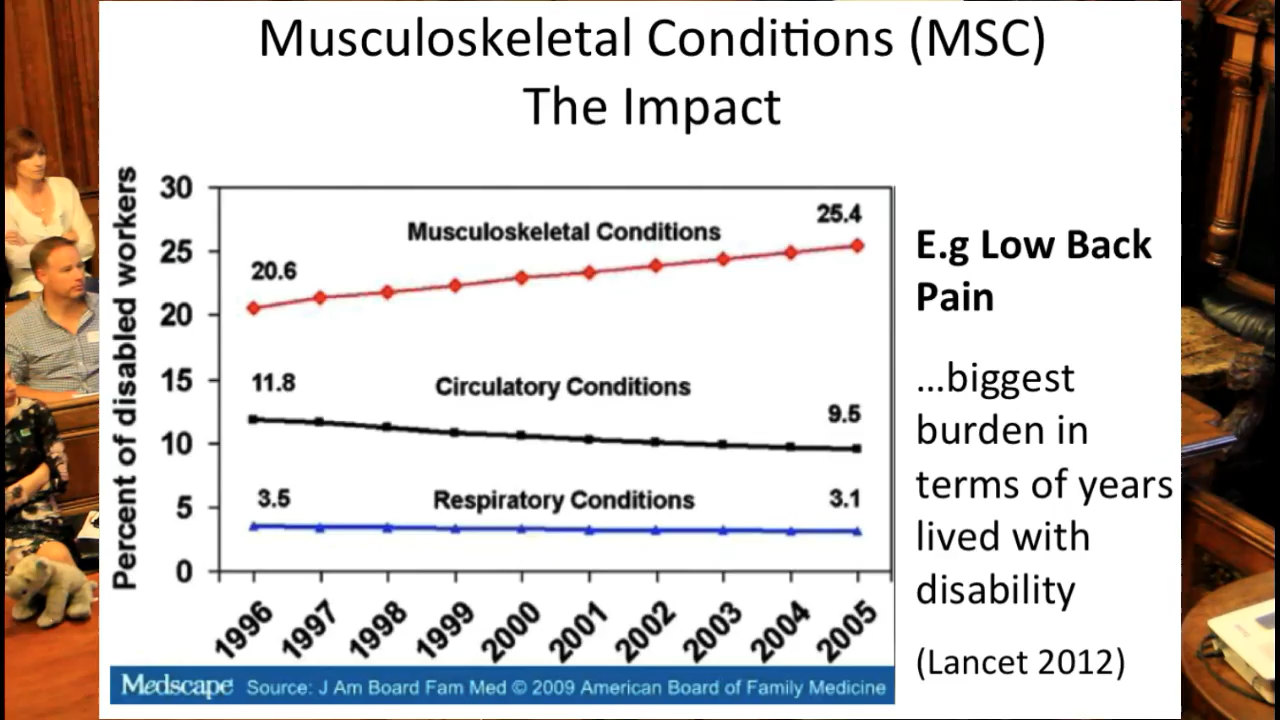 Musculoskeletal Conditions (MSC)
The Impact
Percent of disabled workers
30
25
20
15
10
5
0
Musculoskeletal Conditions
20.6
25.4
Circulatory Conditions
11.8
9.5
Respiratory Conditions
3.5
3.1
1996
1997
1998
1999
2000
2001
2002
2003
2004
2005
Medscape Source: J Am Board Fam Med © 2009 American Board of Family Medicine
E.g Low Back
Pain
...biggest
burden in
terms of years
lived with
disability
(Lancet 2012)